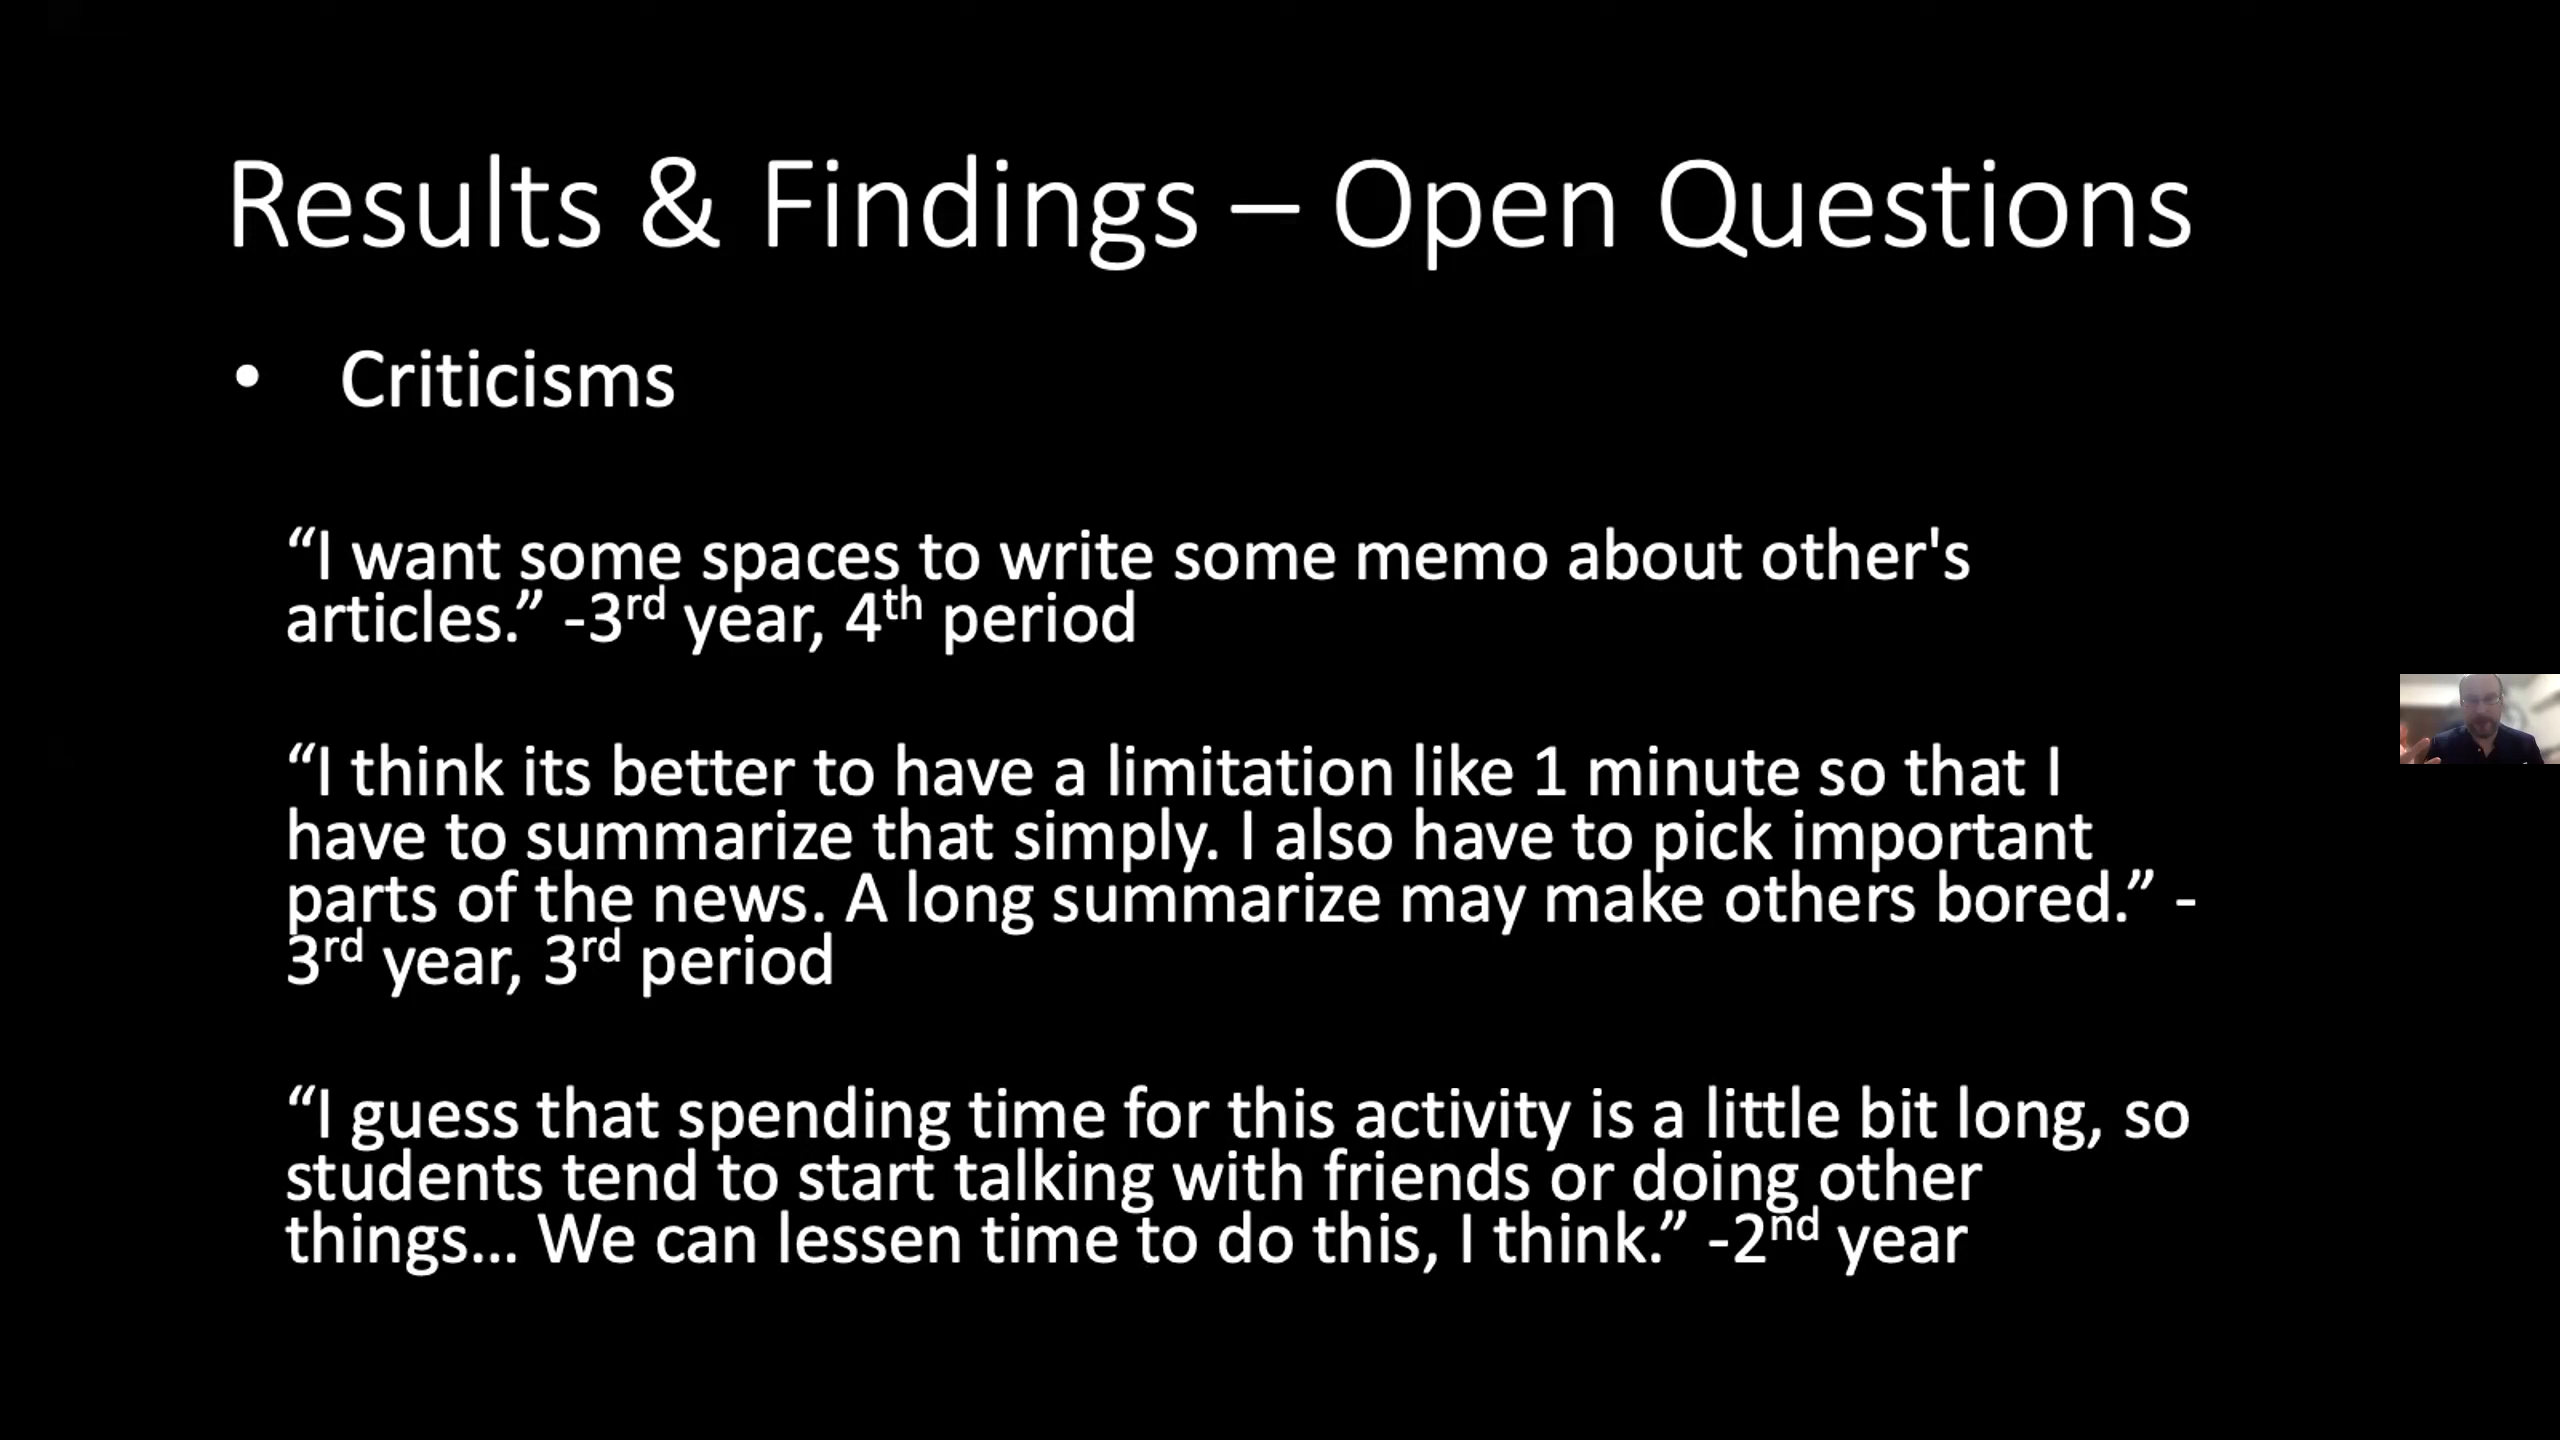 Results & Findings – Open Questions
• Criticisms
“I want some spaces to write some memo about other's
articles.” -3rd year, 4th period
“I think its better to have a limitation like 1 minute so that I
have to summarize that simply. I also have to pick important
parts of the news. A long summarize may make others bored.” -
3rd year, 3rd period
“I guess that spending time for this activity is a little bit long, so
students tend to start talking with friends or doing other
things... We can lessen time to do this, I think.” -2nd year